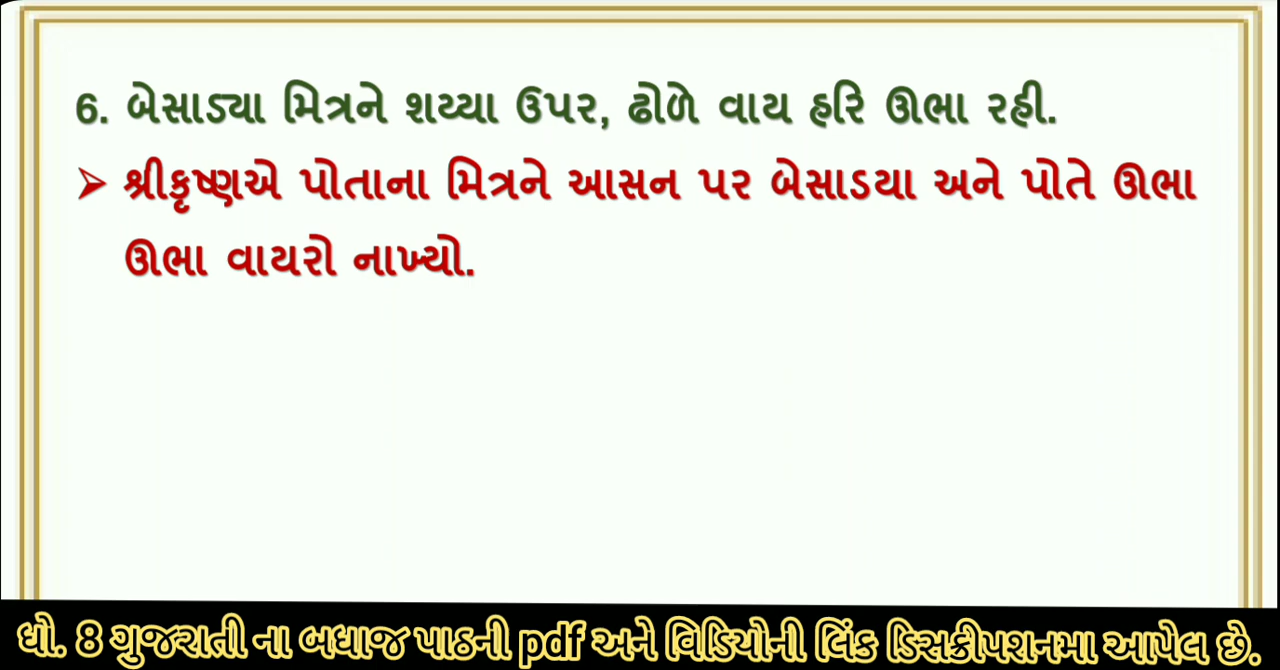 6. બેસાડ્યા મિત્રને શય્યા ઉપર, ઢોળે વાય હરિ ઊભા રહી.
➢ શ્રીકૃષ્ણએ પોતાના મિત્રને આસન પર બેસાડયા અને પોતે ઊભા
ઊભા વાયરો નાખ્યો.
ધો. 8 ગુજરાતી ના બધાજ પાઠની pdf અને વિડિયોની લિંક ડિસક્રીપશનમા આપેલ છે.